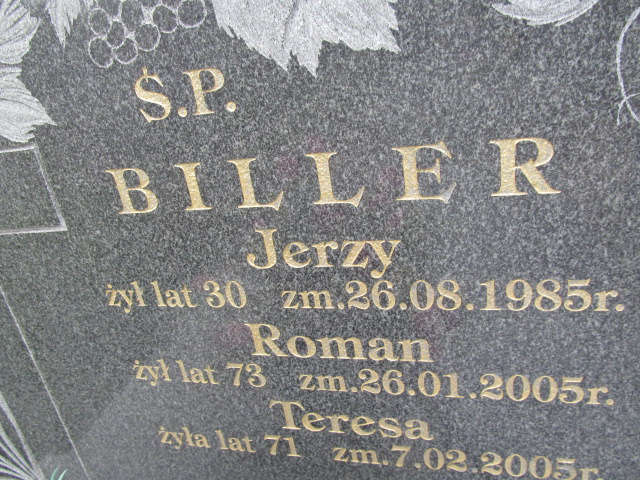 Ś.P.
BILLER
Jerzy
żył lat 30 zm.26.08.1985r.
Roman
żył lat 73 zm.26.01.2005r.
Teresa
żyła lat 71 zm.7.02.2005r.